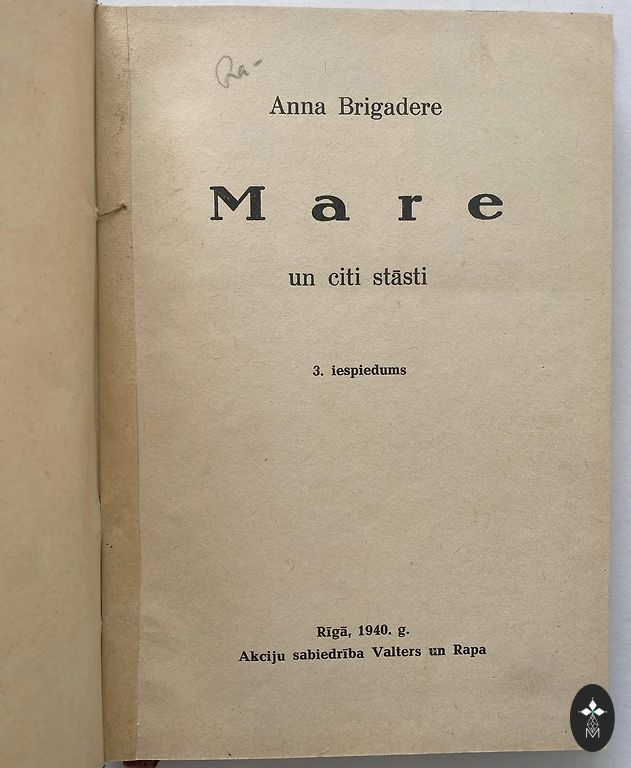 Anna Brigadere
Mare
un citi stāsti
3. iespiedums
Rīgā, 1940. g.
Akciju sabiedrība Valters un Rapa
M